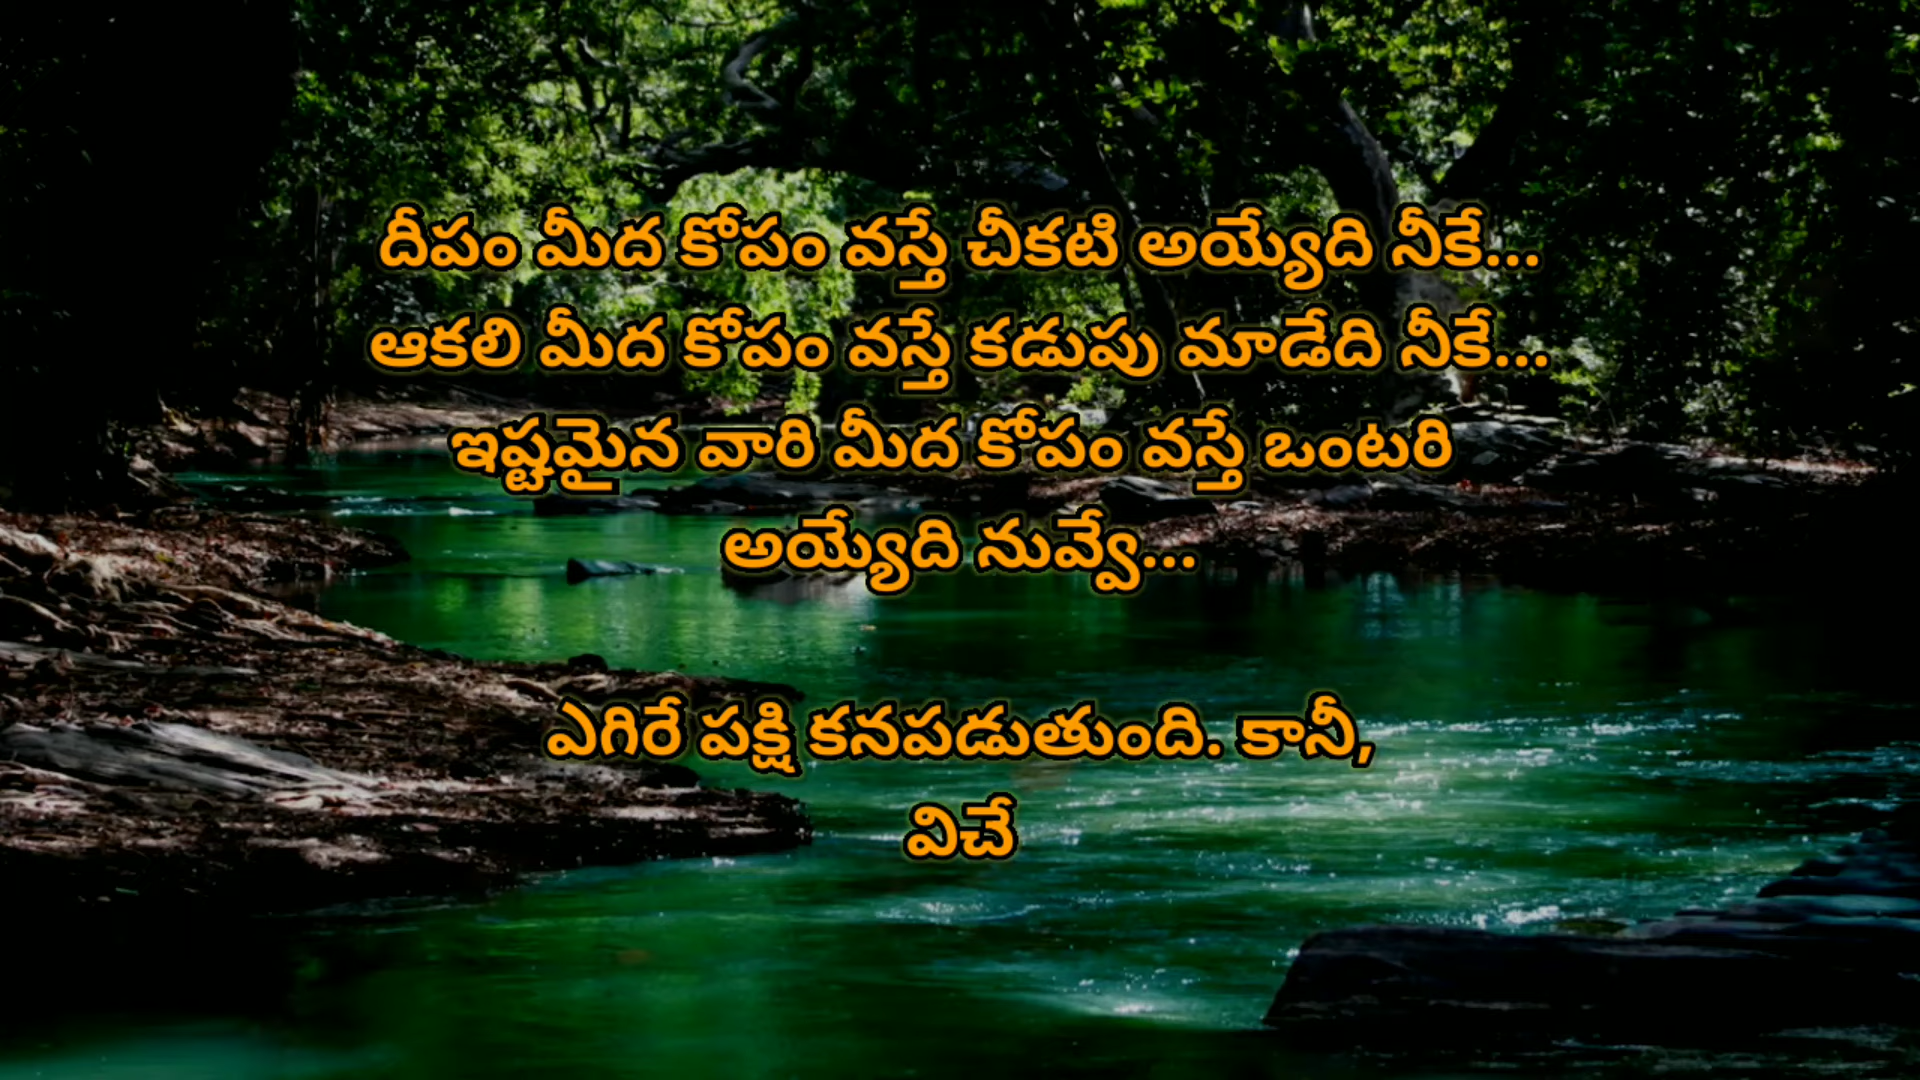 దీపం మీద కోపం వస్తే చీకటి అయ్యేది నీకే...
ఆకలి మీద కోపం వస్తే కడుపు మాడేది నీకే...
ఇష్టమైన వారి మీద కోపం వస్తే ఒంటరి
అయ్యేది నువ్వే...
ఎగిరే పక్షి కనపడుతుంది. కానీ,
విచే